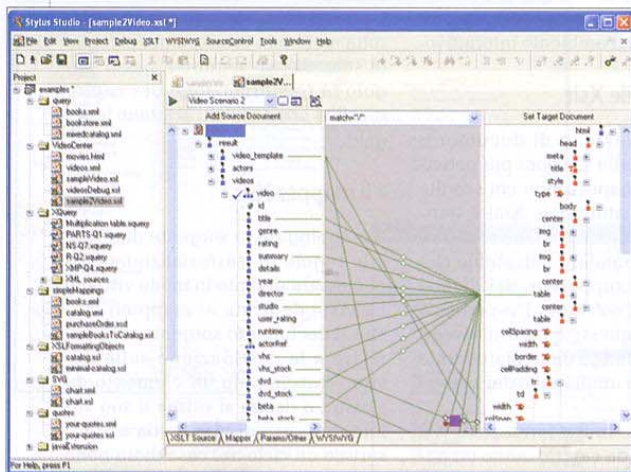 Stylus Studio - [sample2Video.xsl *]
File Edit View Project Debug XSLT WYSIWYG SourceControl Tools Window Help
Project
examples *
query
books.xml
bookstore.xml
mixedcatalog.xml
VideoCenter
movies.html
videos.xml
sampleVideo.xsl
videosDebug.xsl
sample2Video.xsl
XQuery
Multiplication table.xquery
PARTS-Q1.xquery
NS-Q7.xquery
R-Q2.xquery
XMP-Q4.xquery
XML sources
simpleMappings
books.xml
catalog.xml
purchaseOrder.xsd
sampleBooksToCatalog.xsl
XSLFormattingObjects
catalog.xsl
minimal-catalog.xsl
SVG
chart.xml
chart.xsl
quotes
your-quotes.xml
your-quotes.xsl
javaExtension
sample2V...
Video Scenario 2
Add Source Document
result
video_template
actors
videos
video
id
title
genre
rating
summary
details
year
director
studio
user_rating
runtime
actorRef
vhs
vhs_stock
dvd
dvd_stock
beta
beta_stock
match="/"
Set Target Document
html
head
meta
title
style
type
body
center
img
br
center
img
br
center
table
table
cellSpacing
width
border
cellPadding
tr
td
width
colSpan
XSLT Source Mapper Params/Other WYSIWYG
For Help, press F1